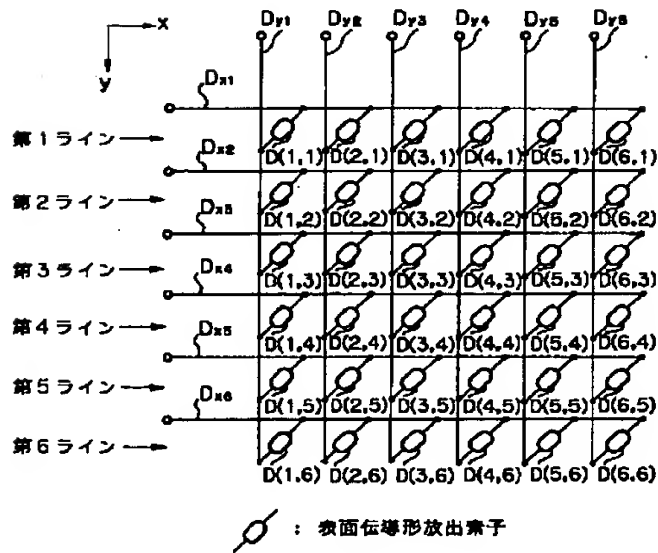 Dy1 Dy2 Dy3 Dy4 Dy5 Dy6
x
y
Dx1
第1ライン
D(1,1) D(2,1) D(3,1) D(4,1) D(5,1) D(6,1)
Dx2
第2ライン
D(1,2) D(2,2) D(3,2) D(4,2) D(5,2) D(6,2)
Dx3
第3ライン
D(1,3) D(2,3) D(3,3) D(4,3) D(5,3) D(6,3)
Dx4
第4ライン
D(1,4) D(2,4) D(3,4) D(4,4) D(5,4) D(6,4)
Dx5
第5ライン
D(1,5) D(2,5) D(3,5) D(4,5) D(5,5) D(6,5)
Dx6
第6ライン
D(1,6) D(2,6) D(3,6) D(4,6) D(5,6) D(6,6)
: 表面伝導形放出素子